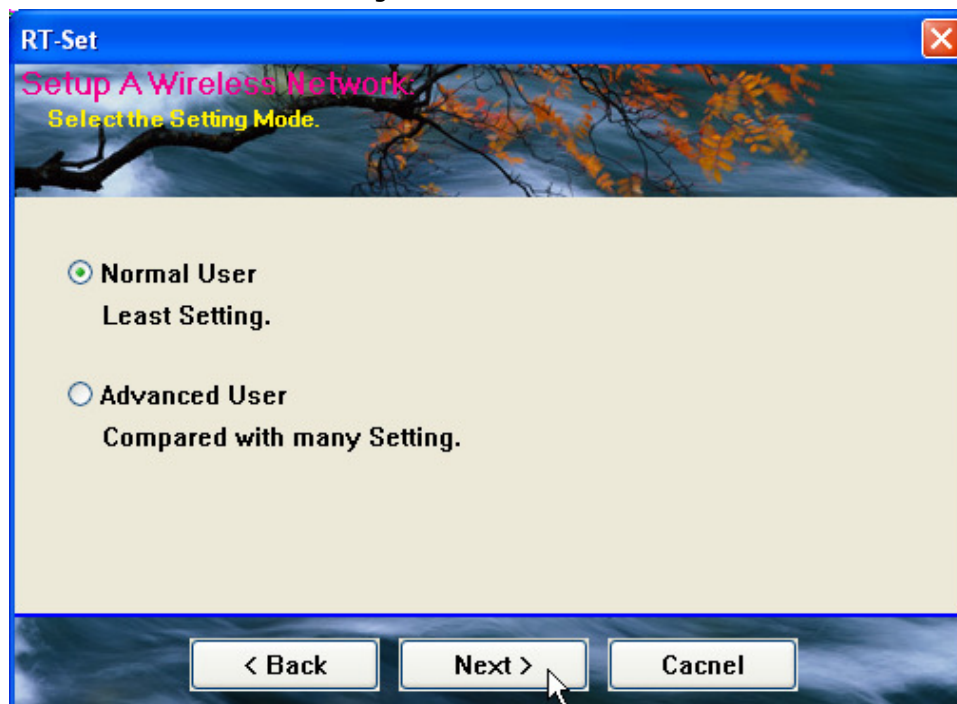 RT-Set
Setup A Wireless Network:
Select the Setting Mode.
Normal User
Least Setting.
Advanced User
Compared with many Setting.
< Back
Next >
Cacnel